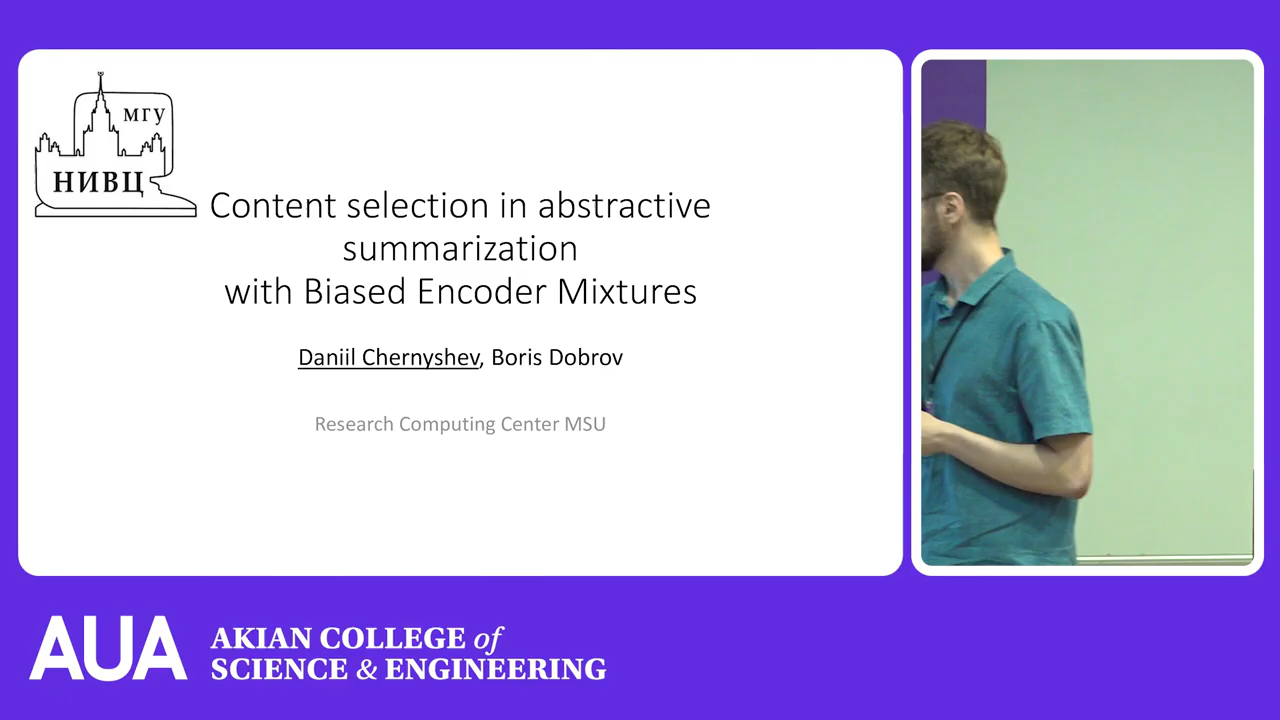 МГУ
НИВЦ
Content selection in abstractive
summarization
with Biased Encoder Mixtures
Daniil Chernyshev, Boris Dobrov
Research Computing Center MSU
AUA
AKIAN COLLEGE of
SCIENCE & ENGINEERING